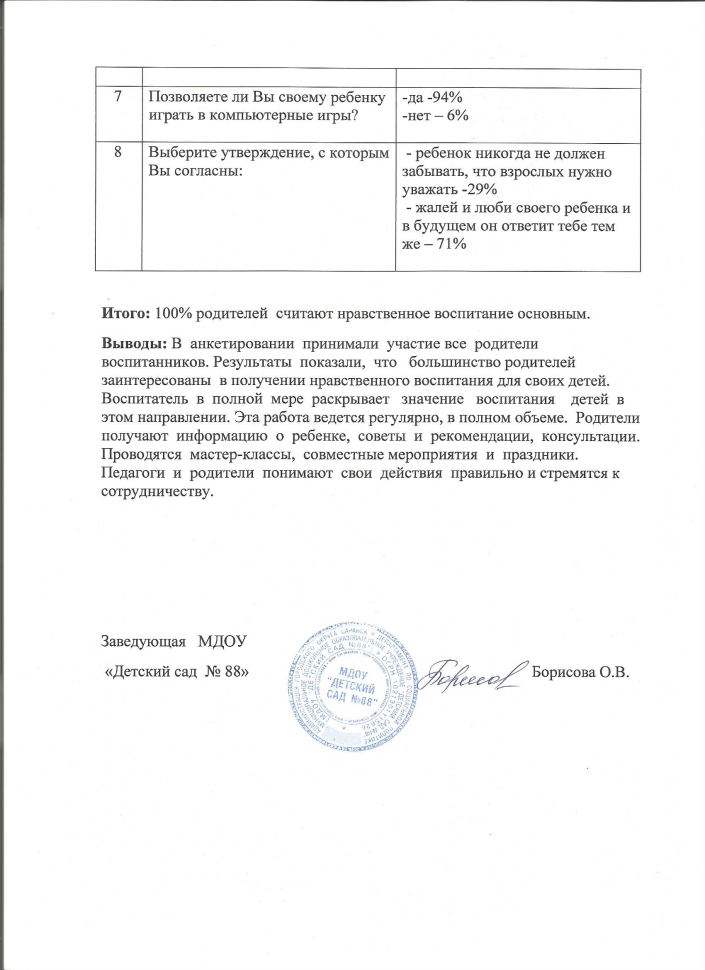 7
Позволяете ли Вы своему ребенку
играть в компьютерные игры?
-да -94%
-нет – 6%
8
Выберите утверждение, с которым
Вы согласны:
- ребенок никогда не должен
забывать, что взрослых нужно
уважать -29%
- жалей и люби своего ребенка и
в будущем он ответит тебе тем
же – 71%
Итого: 100% родителей считают нравственное воспитание основным.
Выводы: В анкетировании принимали участие все родители
воспитанников. Результаты показали, что большинство родителей
заинтересованы в получении нравственного воспитания для своих детей.
Воспитатель в полной мере раскрывает значение воспитания детей в
этом направлении. Эта работа ведется регулярно, в полном объеме. Родители
получают информацию о ребенке, советы и рекомендации, консультации.
Проводятся мастер-классы, совместные мероприятия и праздники.
Педагоги и родители понимают свои действия правильно и стремятся к
сотрудничеству.
Заведующая МДОУ
«Детский сад № 88»
МДОУ
"ДЕТСКИЙ
САД №88"
Борисов
Борисова О.В.